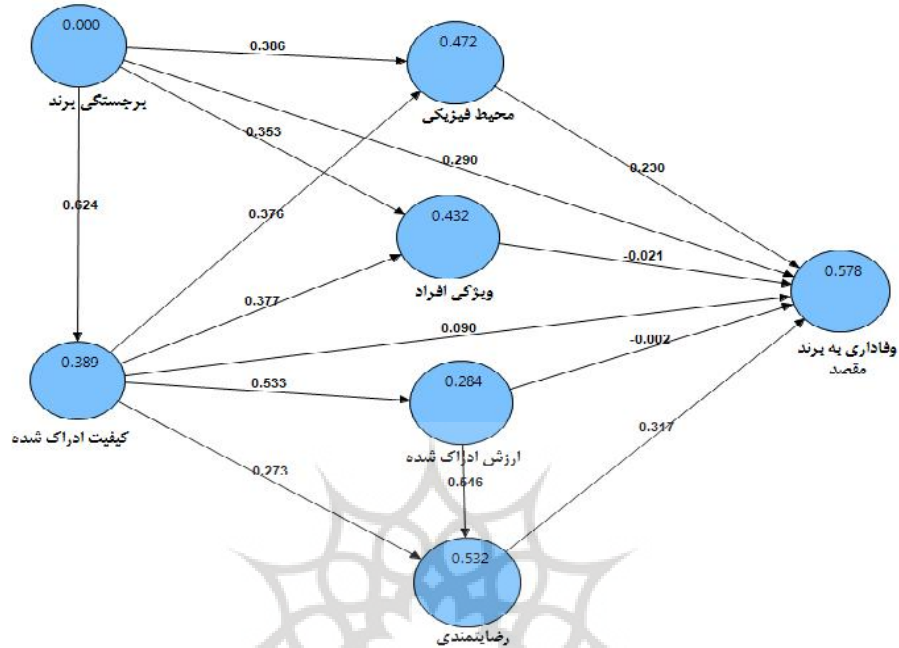 0.000
برجستگی برند
0.386
0.472
محیط فیزیکی
0.353
0.290
0.230
0.624
0.376
0.432
ویژگی افراد
-0.021
0.578
وفاداری به برند
مقصد
0.377
0.090
-0.002
0.389
کیفیت ادراک شده
0.533
0.284
ارزش ادراک شده
0.317
0.273
0.546
0.532
رضایتمندی